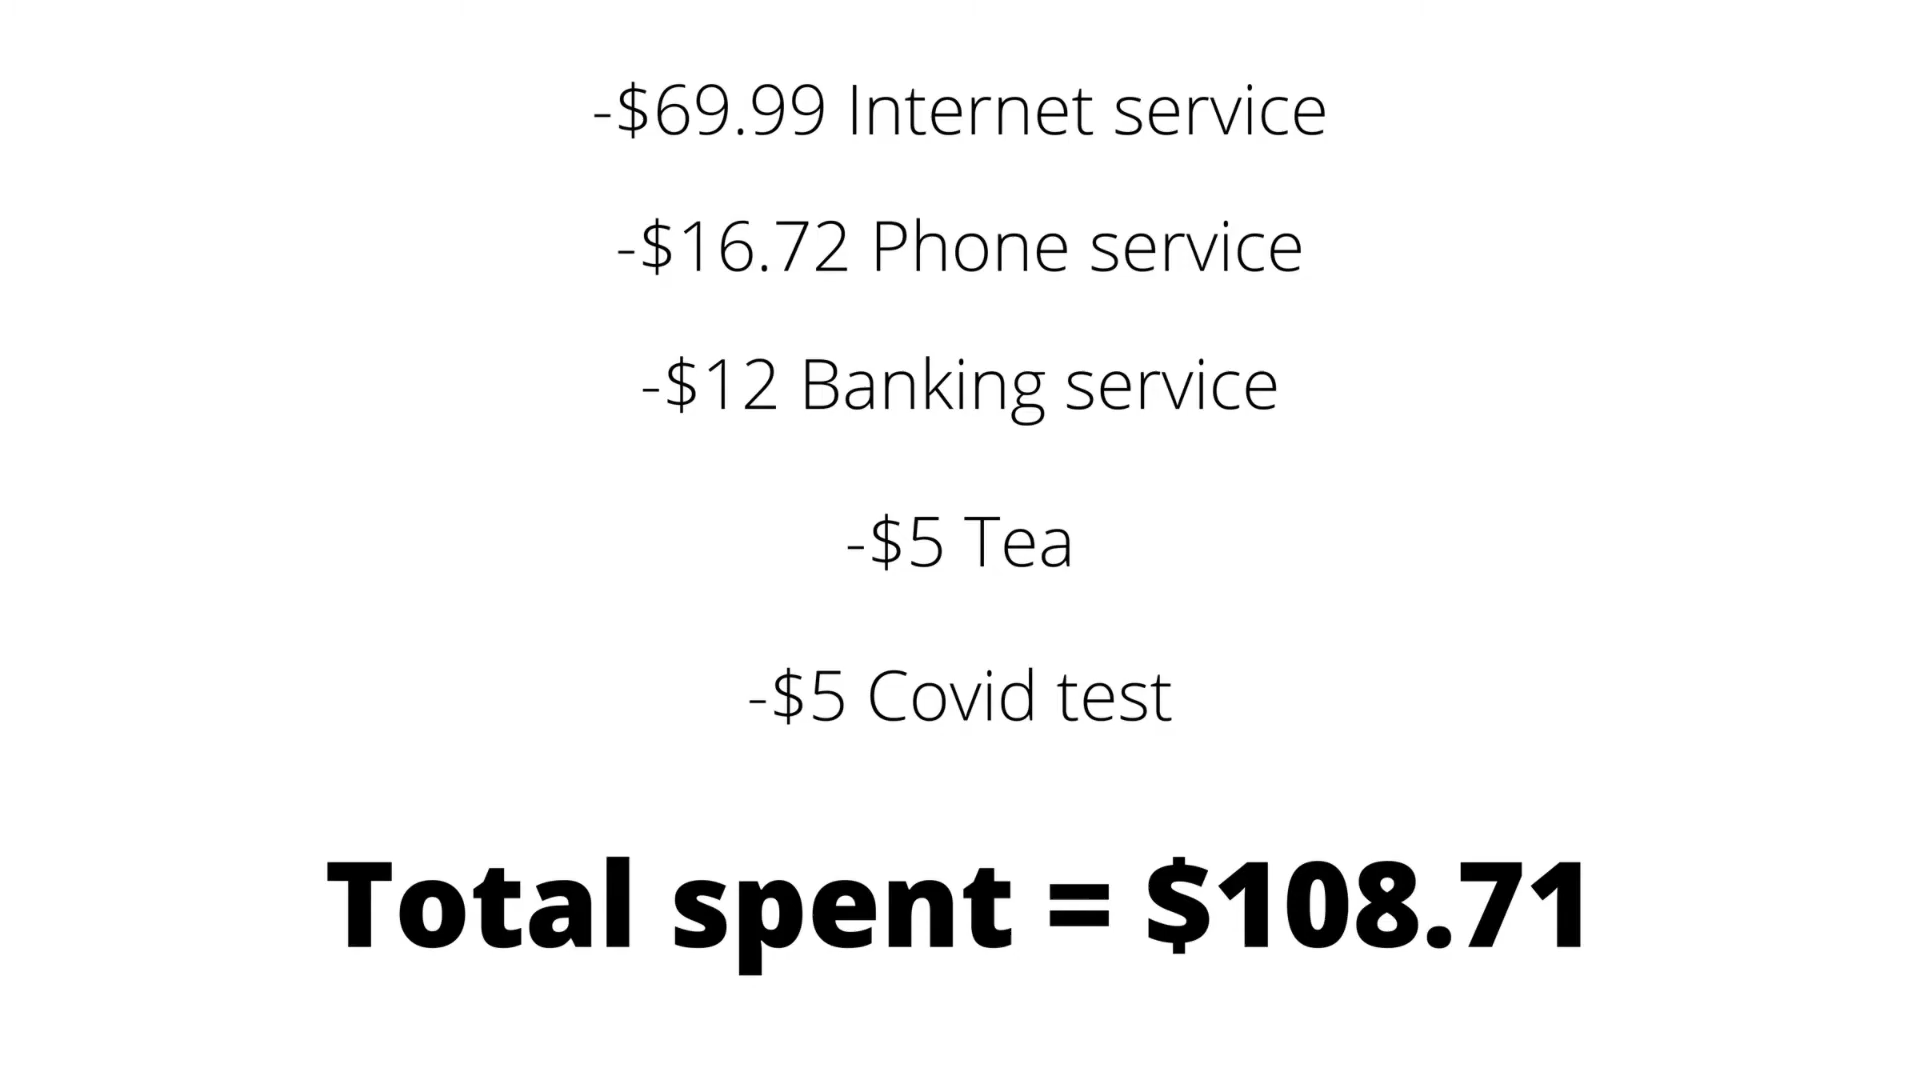 -$69.99 Internet service
-$16.72 Phone service
-$12 Banking service
-$5 Tea
-$5 Covid test
Total spent = $108.71